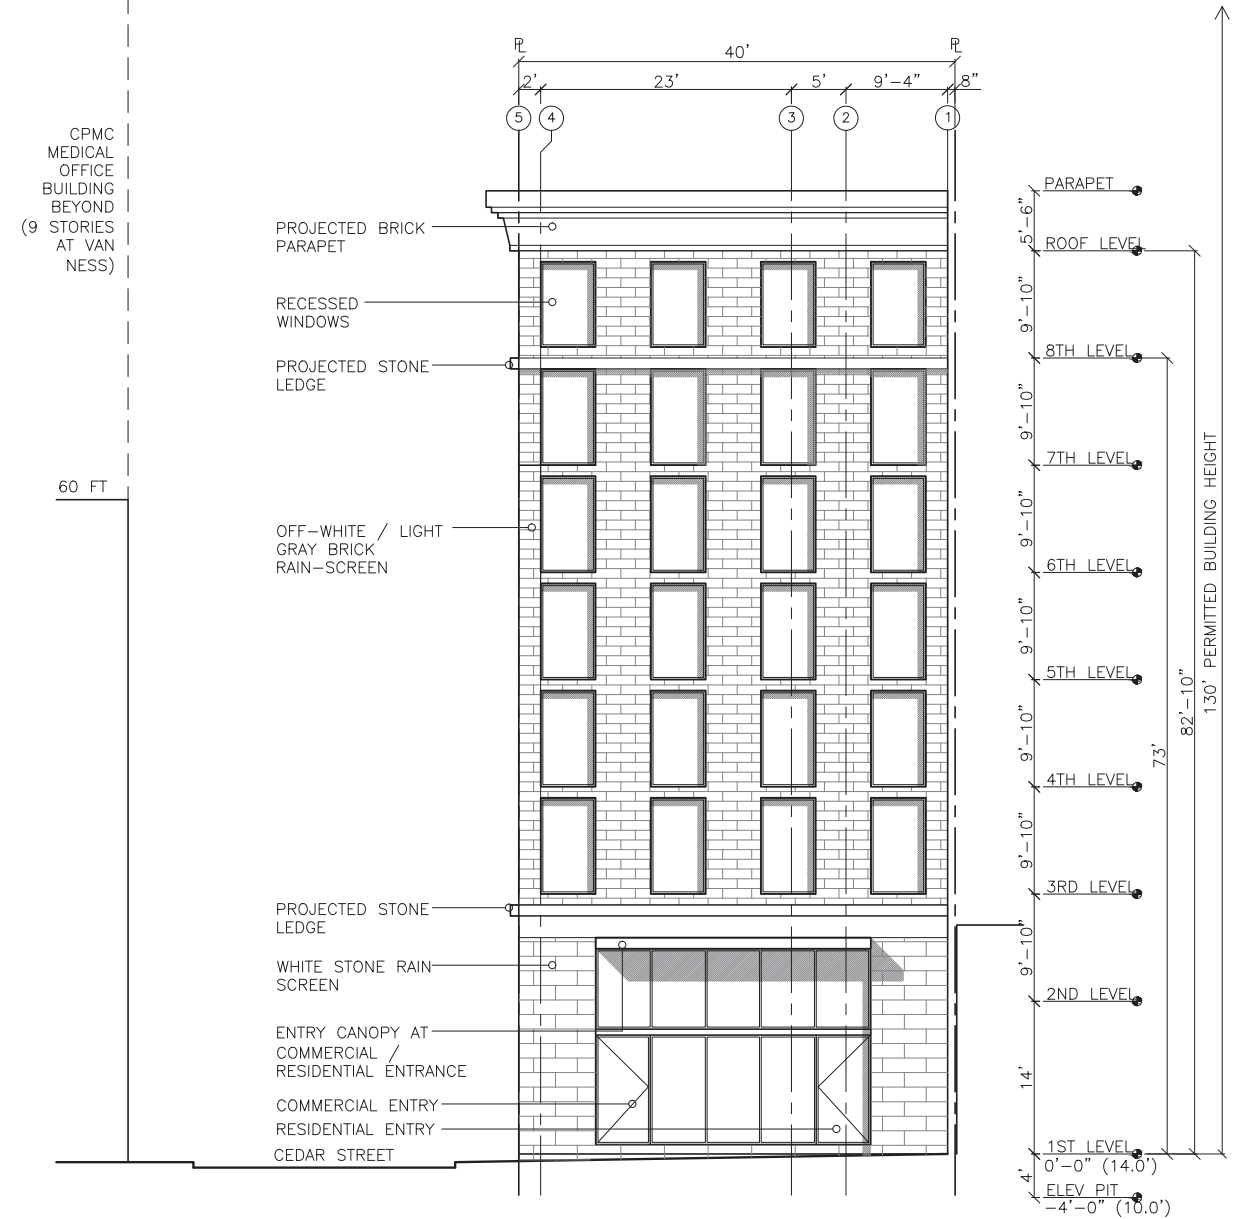 PL
PL
40'
2'
23'
5'
9'-4"
8"
5
4
3
2
1
CPMC
MEDICAL
OFFICE
BUILDING
BEYOND
(9 STORIES
AT VAN
NESS)
60 FT
PROJECTED BRICK
PARAPET
RECESSED
WINDOWS
PROJECTED STONE
LEDGE
OFF-WHITE / LIGHT
GRAY BRICK
RAIN-SCREEN
PROJECTED STONE
LEDGE
WHITE STONE RAIN
SCREEN
ENTRY CANOPY AT
COMMERCIAL /
RESIDENTIAL ENTRANCE
COMMERCIAL ENTRY
RESIDENTIAL ENTRY
CEDAR STREET
PARAPET
5'-6"
ROOF LEVEL
9'-10"
8TH LEVEL
9'-10"
7TH LEVEL
9'-10"
6TH LEVEL
9'-10"
5TH LEVEL
9'-10"
4TH LEVEL
9'-10"
3RD LEVEL
9'-10"
2ND LEVEL
14'
1ST LEVEL
0'-0" (14.0')
4'
ELEV PIT
-4'-0" (10.0')
73'
82'-10"
130' PERMITTED BUILDING HEIGHT